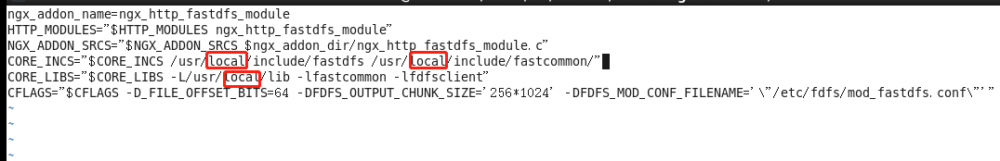 ngx_addon_name=ngx_http_fastdfs_module
HTTP_MODULES="$HTTP_MODULES ngx_http_fastdfs_module"
NGX_ADDON_SRCS="$NGX_ADDON_SRCS $ngx_addon_dir/ngx_http_fastdfs_module.c"
CORE_INCS="$CORE_INCS /usr/local/include/fastdfs /usr/local/include/fastcommon/"
CORE_LIBS="$CORE_LIBS -L/usr/local/lib -lfastcommon -lfdfsclient"
CFLAGS="$CFLAGS -D_FILE_OFFSET_BITS=64 -DFDFS_OUTPUT_CHUNK_SIZE='256*1024' -DFDFS_MOD_CONF_FILENAME='\"/etc/fdfs/mod_fastdfs.conf\"'"
~
~
~
~